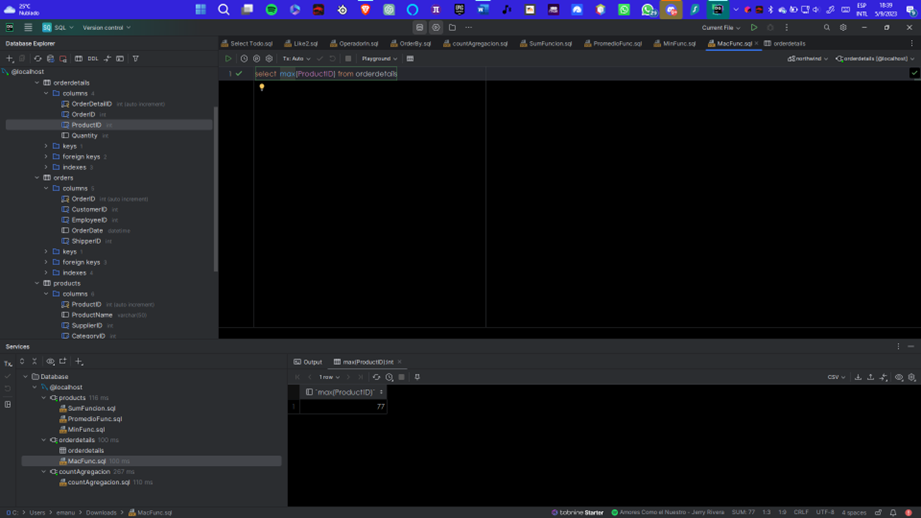 25°C
Nublado
ESP
INTL
18:39
5/9/2023
SQL
Version control
Current File
Database Explorer
Select Todo.sql
Like2.sql
OperadorIn.sql
OrderBy.sql
countAgregacion.sql
SumFuncion.sql
PromedioFunc.sql
MinFunc.sql
MacFunc.sql
orderdetails
DDL
Tx: Auto
Playground
northwind
orderdetails [@localhost]
@localhost
1
select max(ProductID) from orderdetails
orderdetails
columns 4
OrderDetailID int (auto increment)
OrderID int
ProductID int
Quantity int
keys 1
foreign keys 2
indexes 3
orders
columns 5
OrderID int (auto increment)
CustomerID int
EmployeeID int
OrderDate datetime
ShipperID int
keys 1
foreign keys 3
indexes 4
products
columns 6
ProductID int (auto increment)
ProductName varchar(50)
SupplierID int
CategoryID int
Services
Tx
Output
max(ProductID):int
Database
1 row
CSV
@localhost
products 116 ms
`max(ProductID)`
SumFuncion.sql
1
77
PromedioFunc.sql
MinFunc.sql
orderdetails 100 ms
orderdetails
MacFunc.sql 100 ms
countAgregacion 267 ms
countAgregacion.sql 110 ms
C:
Users
emanu
Downloads
MacFunc.sql
tabnine Starter
Amores Como el Nuestro - Jerry Rivera
SUM: 77
1:3
1:9
CRLF
UTF-8
4 spaces